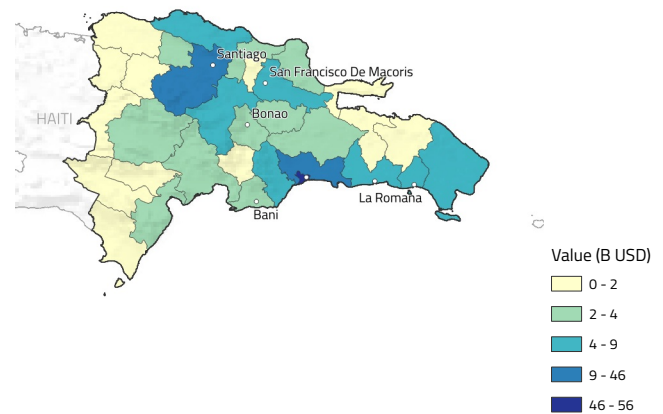 Santiago
San Francisco De Macoris
HAITI
Bonao
La Romana
Bani
Value (B USD)
0 - 2
2 - 4
4 - 9
9 - 46
46 - 56